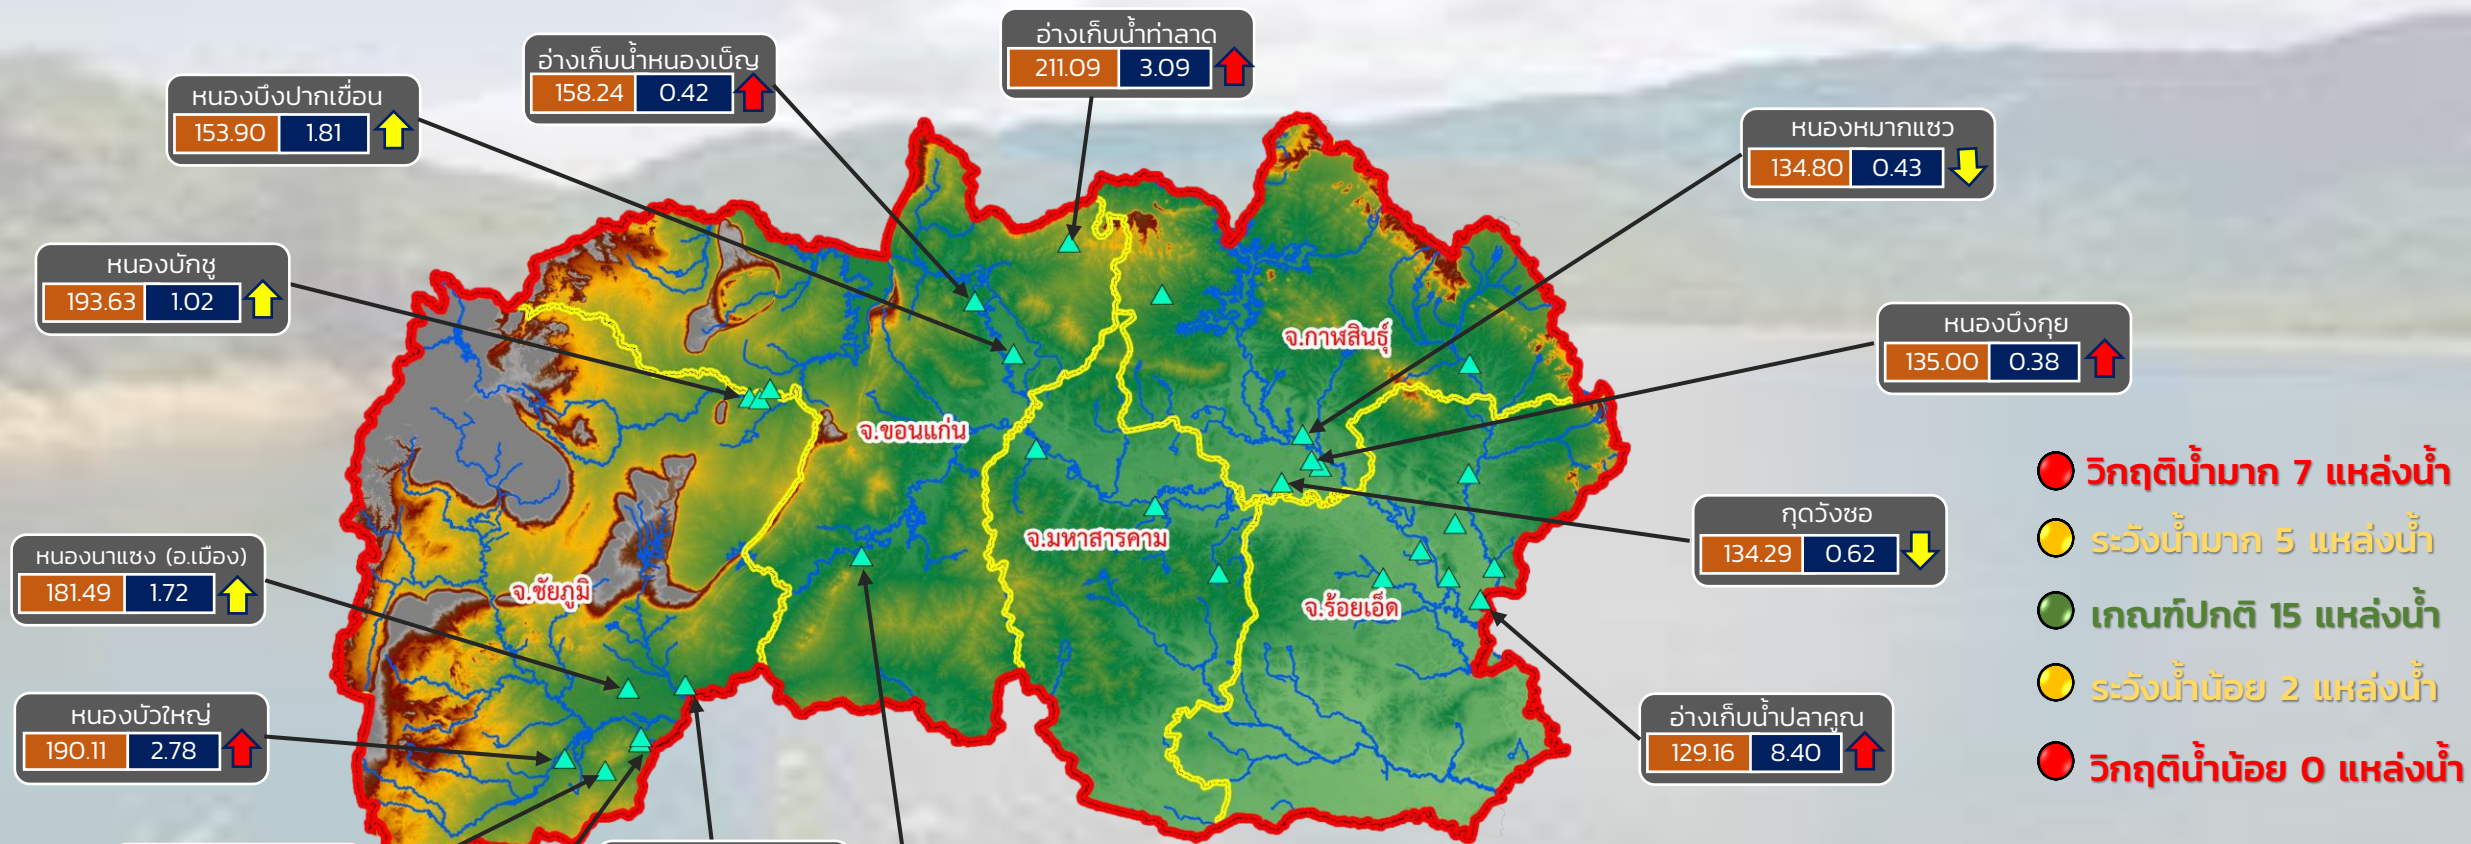 อ่างเก็บน้ำท่าลาด
211.09 3.09
อ่างเก็บน้ำหนองเบ็ญ
158.24 0.42
หนองบึงปากเขื่อน
153.90 1.81
หนองหมากแซว
134.80 0.43
หนองบักซู
193.63 1.02
หนองบึงกุย
135.00 0.38
จ.กาฬสินธุ์
จ.ขอนแก่น
วิกฤติน้ำมาก 7 แหล่งน้ำ
ระวังน้ำมาก 5 แหล่งน้ำ
เกณฑ์ปกติ 15 แหล่งน้ำ
ระวังน้ำน้อย 2 แหล่งน้ำ
วิกฤติน้ำน้อย 0 แหล่งน้ำ
กุดวังซอ
134.29 0.62
จ.มหาสารคาม
หนองนาแซง (อ.เมือง)
181.49 1.72
จ.ชัยภูมิ
จ.ร้อยเอ็ด
หนองบัวใหญ่
190.11 2.78
อ่างเก็บน้ำปลาคูณ
129.16 8.40